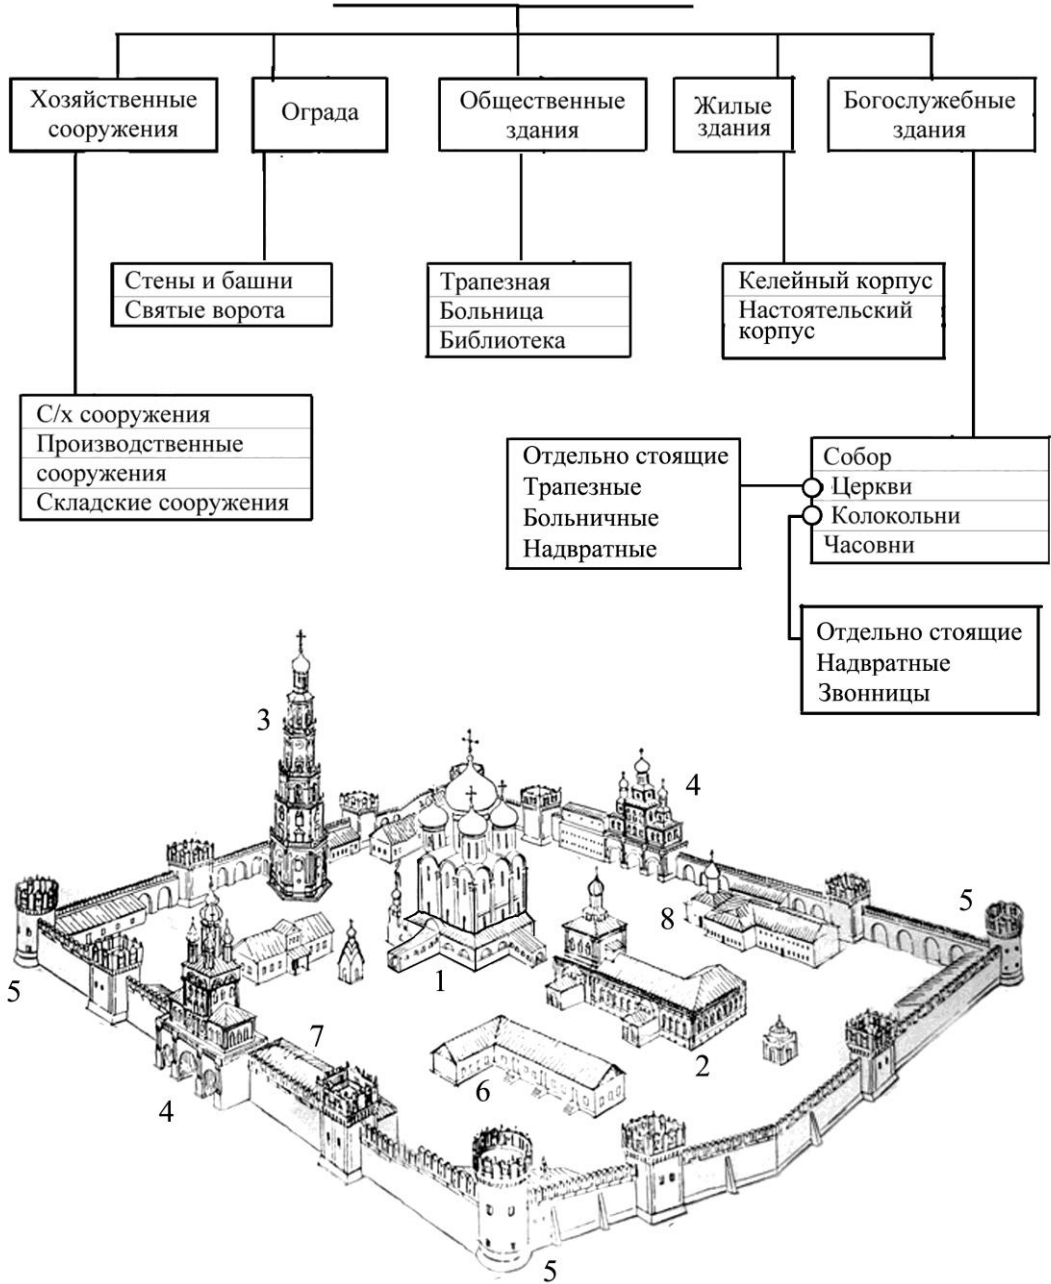 Хозяйственные
сооружения
Ограда
Общественные
здания
Жилые
здания
Богослужебные
здания
Стены и башни
Святые ворота
Трапезная
Больница
Библиотека
Келейный корпус
Настоятельский
корпус
С/х сооружения
Производственные
сооружения
Складские сооружения
Отдельно стоящие
Трапезные
Больничные
Надвратные
Собор
Церкви
Колокольни
Часовни
Отдельно стоящие
Надвратные
Звонницы
3
4
5
8
1
5
7
2
6
4
5